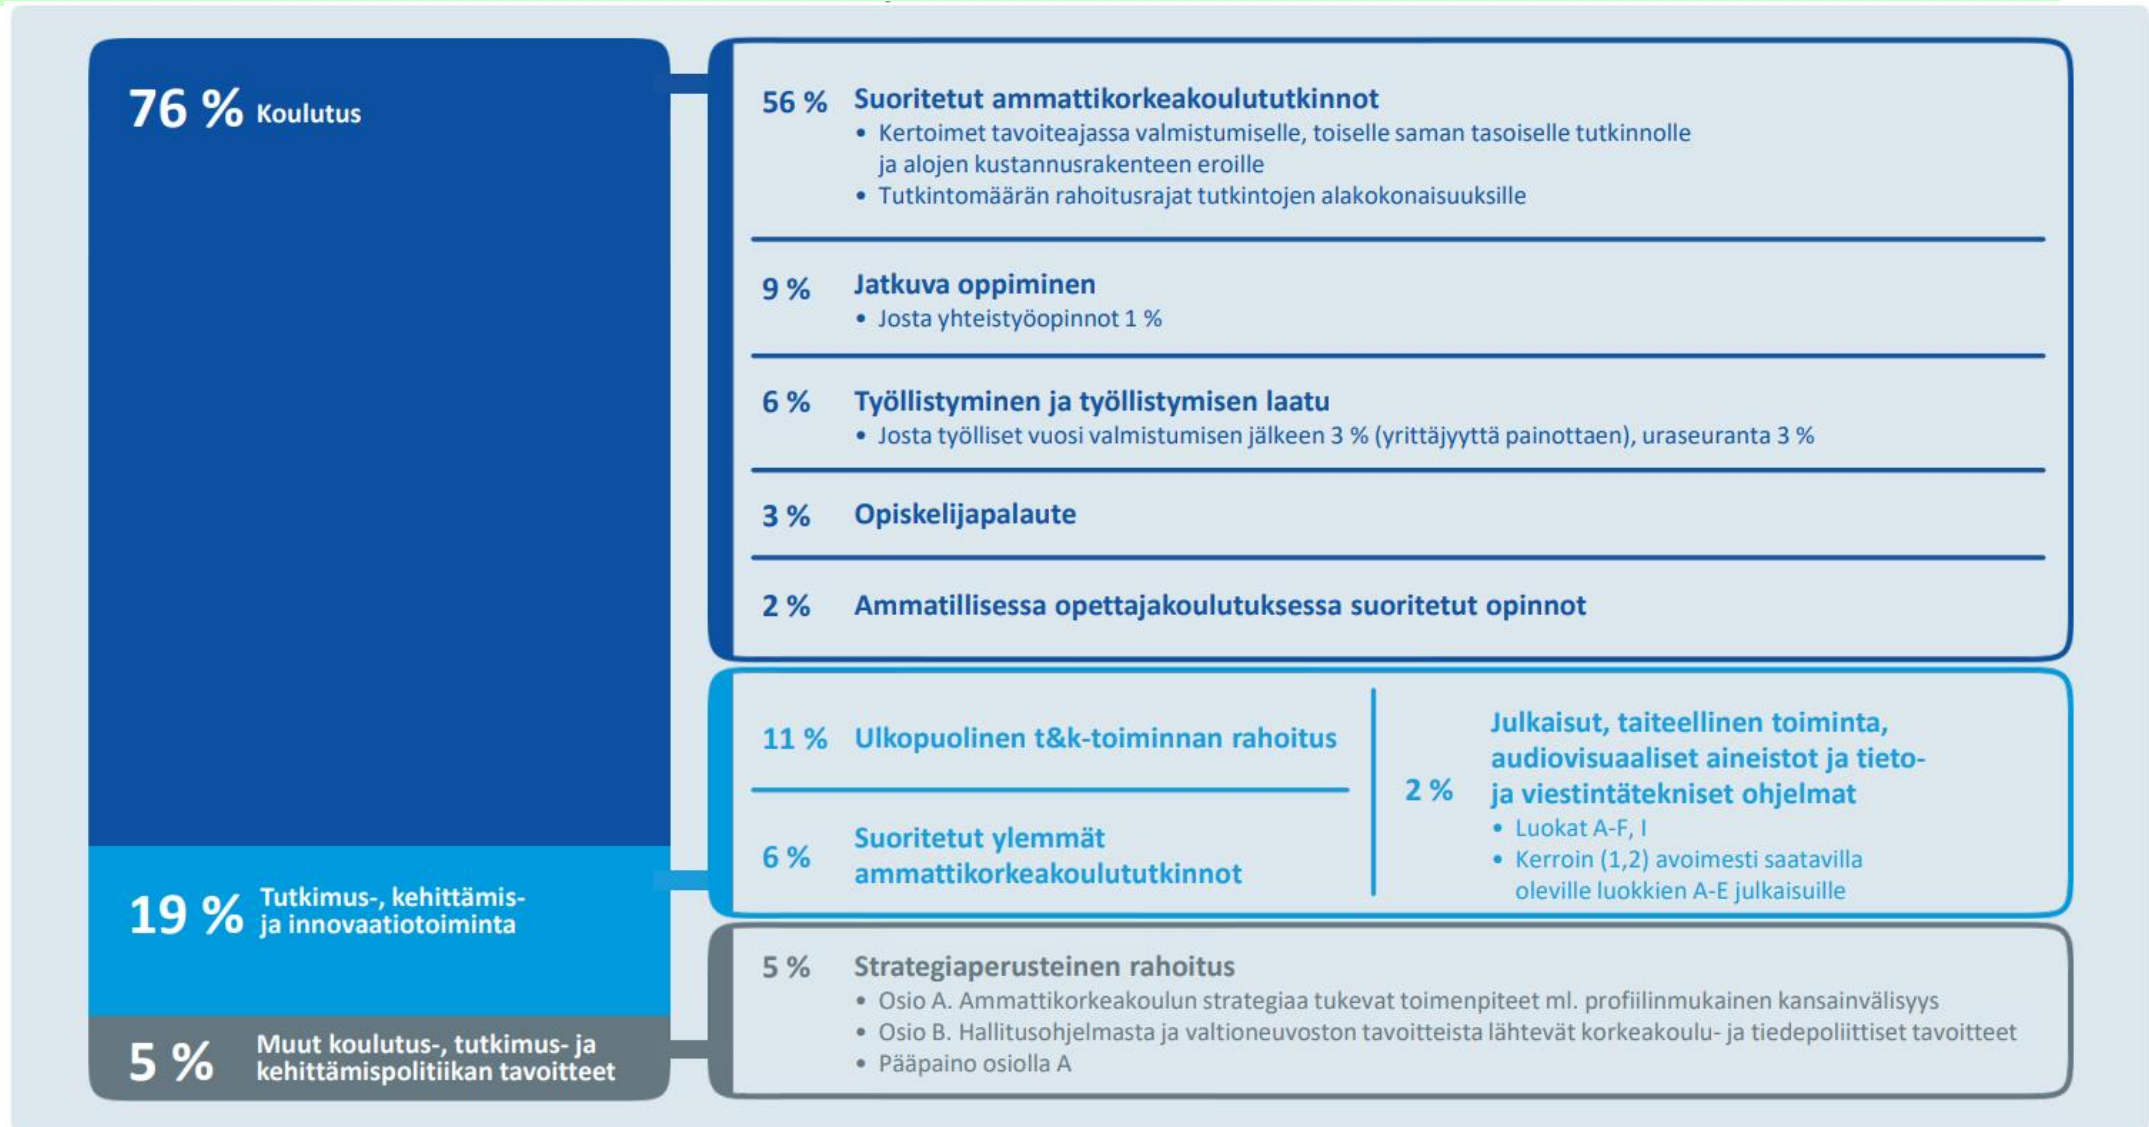 76 % Koulutus
56 % Suoritetut ammattikorkeakoulututkinnot
• Kertoimet tavoiteajassa valmistumiselle, toiselle saman tasoiselle tutkinnolle
ja alojen kustannusrakenteen eroille
• Tutkintomäärän rahoitusrajat tutkintojen alakokonaisuuksille
9 % Jatkuva oppiminen
• Josta yhteistyöopinnot 1 %
6 % Työllistyminen ja työllistymisen laatu
• Josta työlliset vuosi valmistumisen jälkeen 3 % (yrittäjyyttä painottaen), uraseuranta 3 %
3 % Opiskelijapalaute
2 % Ammatillisessa opettajakoulutuksessa suoritetut opinnot
19 % Tutkimus-, kehittämis-
ja innovaatiotoiminta
11 % Ulkopuolinen t&k-toiminnan rahoitus
6 % Suoritetut ylemmät
ammattikorkeakoulututkinnot
2 % Julkaisut, taiteellinen toiminta,
audiovisuaaliset aineistot ja tieto-
ja viestintätekniset ohjelmat
• Luokat A-F, I
• Kerroin (1,2) avoimesti saatavilla
oleville luokkien A-E julkaisuille
5 % Muut koulutus-, tutkimus- ja
kehittämispolitiikan tavoitteet
5 % Strategiaperusteinen rahoitus
• Osio A. Ammattikorkeakoulun strategiaa tukevat toimenpiteet ml. profiilinmukainen kansainvälisyys
• Osio B. Hallitusohjelmasta ja valtioneuvoston tavoitteista lähtevät korkeakoulu- ja tiedepoliittiset tavoitteet
• Pääpaino osiolla A